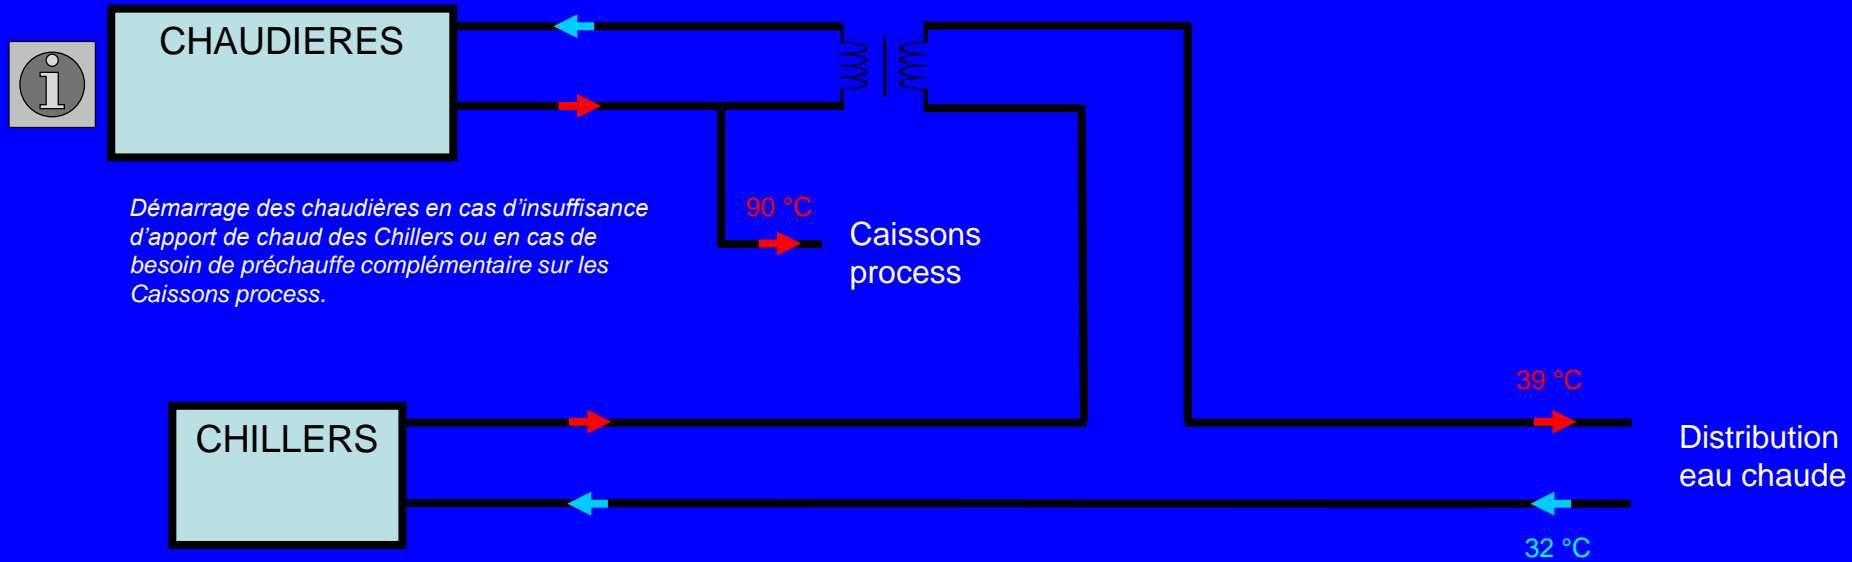 CHAUDIERES
Démarrage des chaudières en cas d’insuffisance
d’apport de chaud des Chillers ou en cas de
besoin de préchauffe complémentaire sur les
Caissons process.
90 °C
Caissons
process
CHILLERS
39 °C
Distribution
eau chaude
32 °C